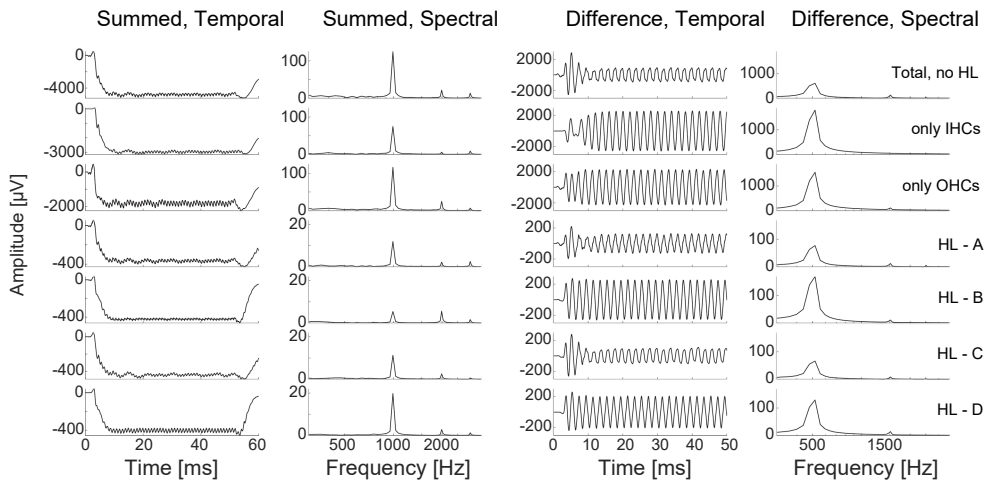 Summed, Temporal Summed, Spectral Difference, Temporal Difference, Spectral
0 -4000 100 0 2000 -2000 1000 0 Total, no HL
0 -3000 100 0 2000 -2000 1000 0 only IHCs
0 -2000 100 0 2000 -2000 1000 0 only OHCs
0 -400 20 0 200 -200 100 0 HL - A
0 -400 20 0 200 -200 100 0 HL - B
0 -400 20 0 200 -200 100 0 HL - C
0 -400 20 0 200 -200 100 0 HL - D
Amplitude [µV]
0 20 40 60 500 1000 2000 0 10 20 30 40 50 500 1500
Time [ms] Frequency [Hz] Time [ms] Frequency [Hz]